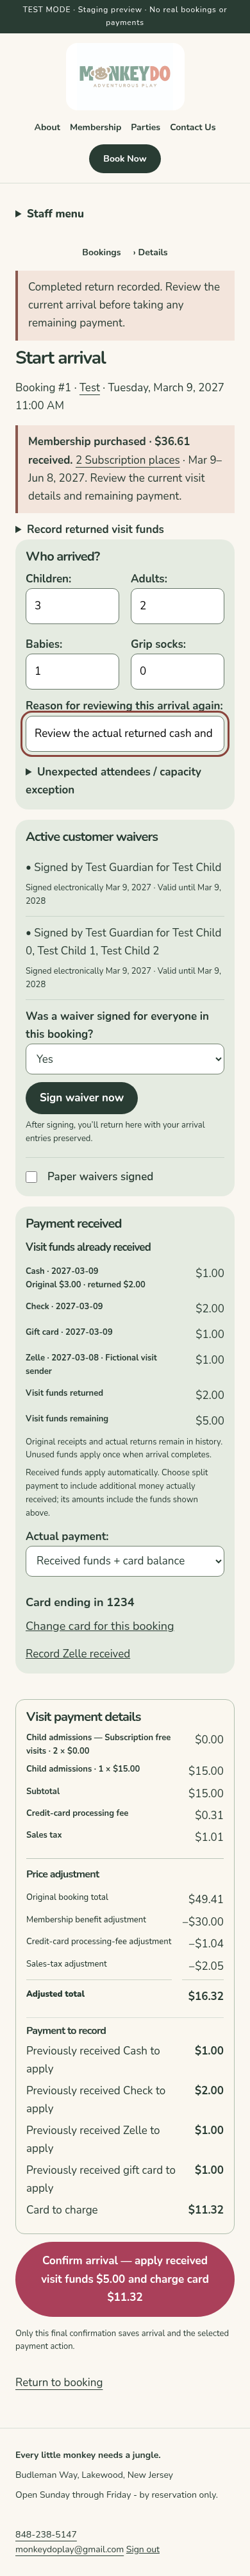 TEST MODE · Staging preview · No real bookings or
payments
MONKEYDO
ADVENTUROUS PLAY
About Membership Parties Contact Us
Book Now
▶ Staff menu
Bookings › Details
Completed return recorded. Review the
current arrival before taking any
remaining payment.
Start arrival
Booking #1 · Test · Tuesday, March 9, 2027
11:00 AM
Membership purchased · $36.61
received. 2 Subscription places · Mar 9–
Jun 8, 2027. Review the current visit
details and remaining payment.
▶ Record returned visit funds
Who arrived?
Children: Adults:
3 2
Babies: Grip socks:
1 0
Reason for reviewing this arrival again:
Review the actual returned cash and
▶ Unexpected attendees / capacity
exception
Active customer waivers
• Signed by Test Guardian for Test Child
Signed electronically Mar 9, 2027 · Valid until Mar 9,
2028
• Signed by Test Guardian for Test Child
0, Test Child 1, Test Child 2
Signed electronically Mar 9, 2027 · Valid until Mar 9,
2028
Was a waiver signed for everyone in
this booking?
Yes
Sign waiver now
After signing, you'll return here with your arrival
entries preserved.
Paper waivers signed
Payment received
Visit funds already received
Cash · 2027-03-09 $1.00
Original $3.00 · returned $2.00
Check · 2027-03-09 $2.00
Gift card · 2027-03-09 $1.00
Zelle · 2027-03-08 · Fictional visit $1.00
sender
Visit funds returned $2.00
Visit funds remaining $5.00
Original receipts and actual returns remain in history.
Unused funds apply once when arrival completes.
Received funds apply automatically. Choose split
payment to include additional money actually
received; its amounts include the funds shown
above.
Actual payment:
Received funds + card balance
Card ending in 1234
Change card for this booking
Record Zelle received
Visit payment details
Child admissions — Subscription free $0.00
visits · 2 × $0.00
Child admissions · 1 × $15.00 $15.00
Subtotal $15.00
Credit-card processing fee $0.31
Sales tax $1.01
Price adjustment
Original booking total $49.41
Membership benefit adjustment –$30.00
Credit-card processing-fee adjustment –$1.04
Sales-tax adjustment –$2.05
Adjusted total $16.32
Payment to record
Previously received Cash to $1.00
apply
Previously received Check to $2.00
apply
Previously received Zelle to $1.00
apply
Previously received gift card to $1.00
apply
Card to charge $11.32
Confirm arrival — apply received
visit funds $5.00 and charge card
$11.32
Only this final confirmation saves arrival and the selected
payment action.
Return to booking
Every little monkey needs a jungle.
Budleman Way, Lakewood, New Jersey
Open Sunday through Friday - by reservation only.
848-238-5147
monkeydoplay@gmail.com Sign out